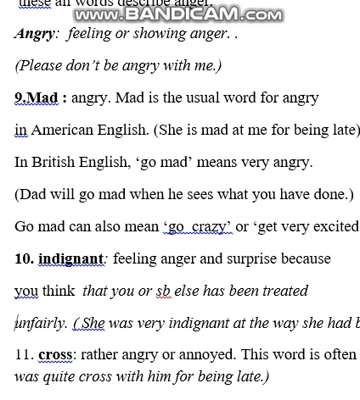 these all words describe anger.
www.BANDICAM.com
Angry: feeling or showing anger. .
(Please don't be angry with me.)
9.Mad : angry. Mad is the usual word for angry
in American English. (She is mad at me for being late)
In British English, 'go mad' means very angry.
(Dad will go mad when he sees what you have done.)
Go mad can also mean 'go crazy' or 'get very excited
10. indignant: feeling anger and surprise because
you think that you or sb else has been treated
unfairly. ( She was very indignant at the way she had b
11. cross: rather angry or annoyed. This word is often
was quite cross with him for being late.)